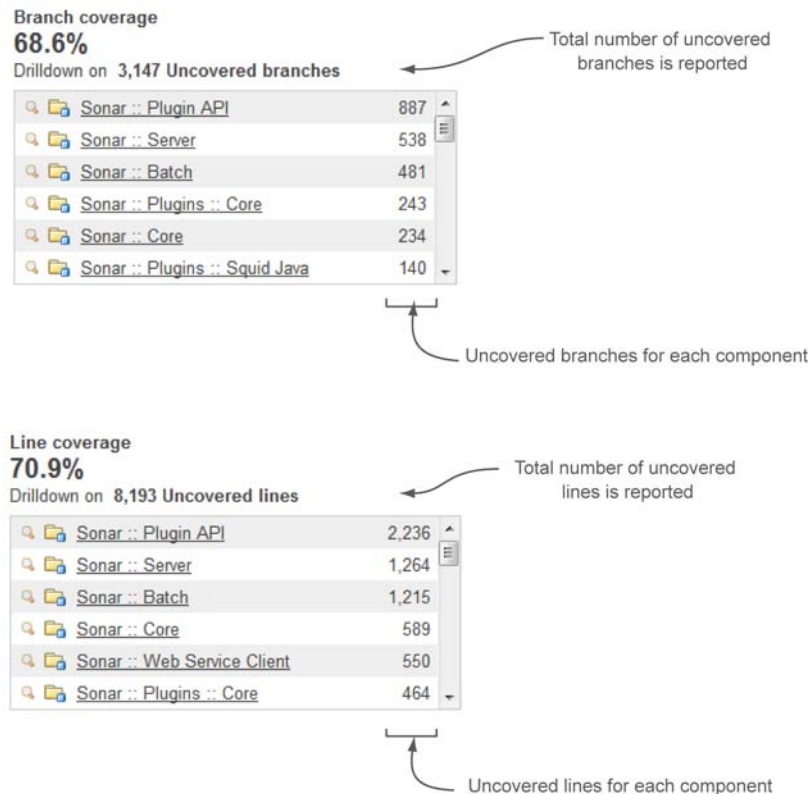 Branch coverage
68.6%
Drilldown on 3,147 Uncovered branches
Total number of uncovered
branches is reported
Sonar :: Plugin API 887
Sonar :: Server 538
Sonar :: Batch 481
Sonar :: Plugins :: Core 243
Sonar :: Core 234
Sonar :: Plugins :: Squid Java 140
Uncovered branches for each component
Line coverage
70.9%
Drilldown on 8,193 Uncovered lines
Total number of uncovered
lines is reported
Sonar :: Plugin API 2,236
Sonar :: Server 1,264
Sonar :: Batch 1,215
Sonar :: Core 589
Sonar :: Web Service Client 550
Sonar :: Plugins :: Core 464
Uncovered lines for each component